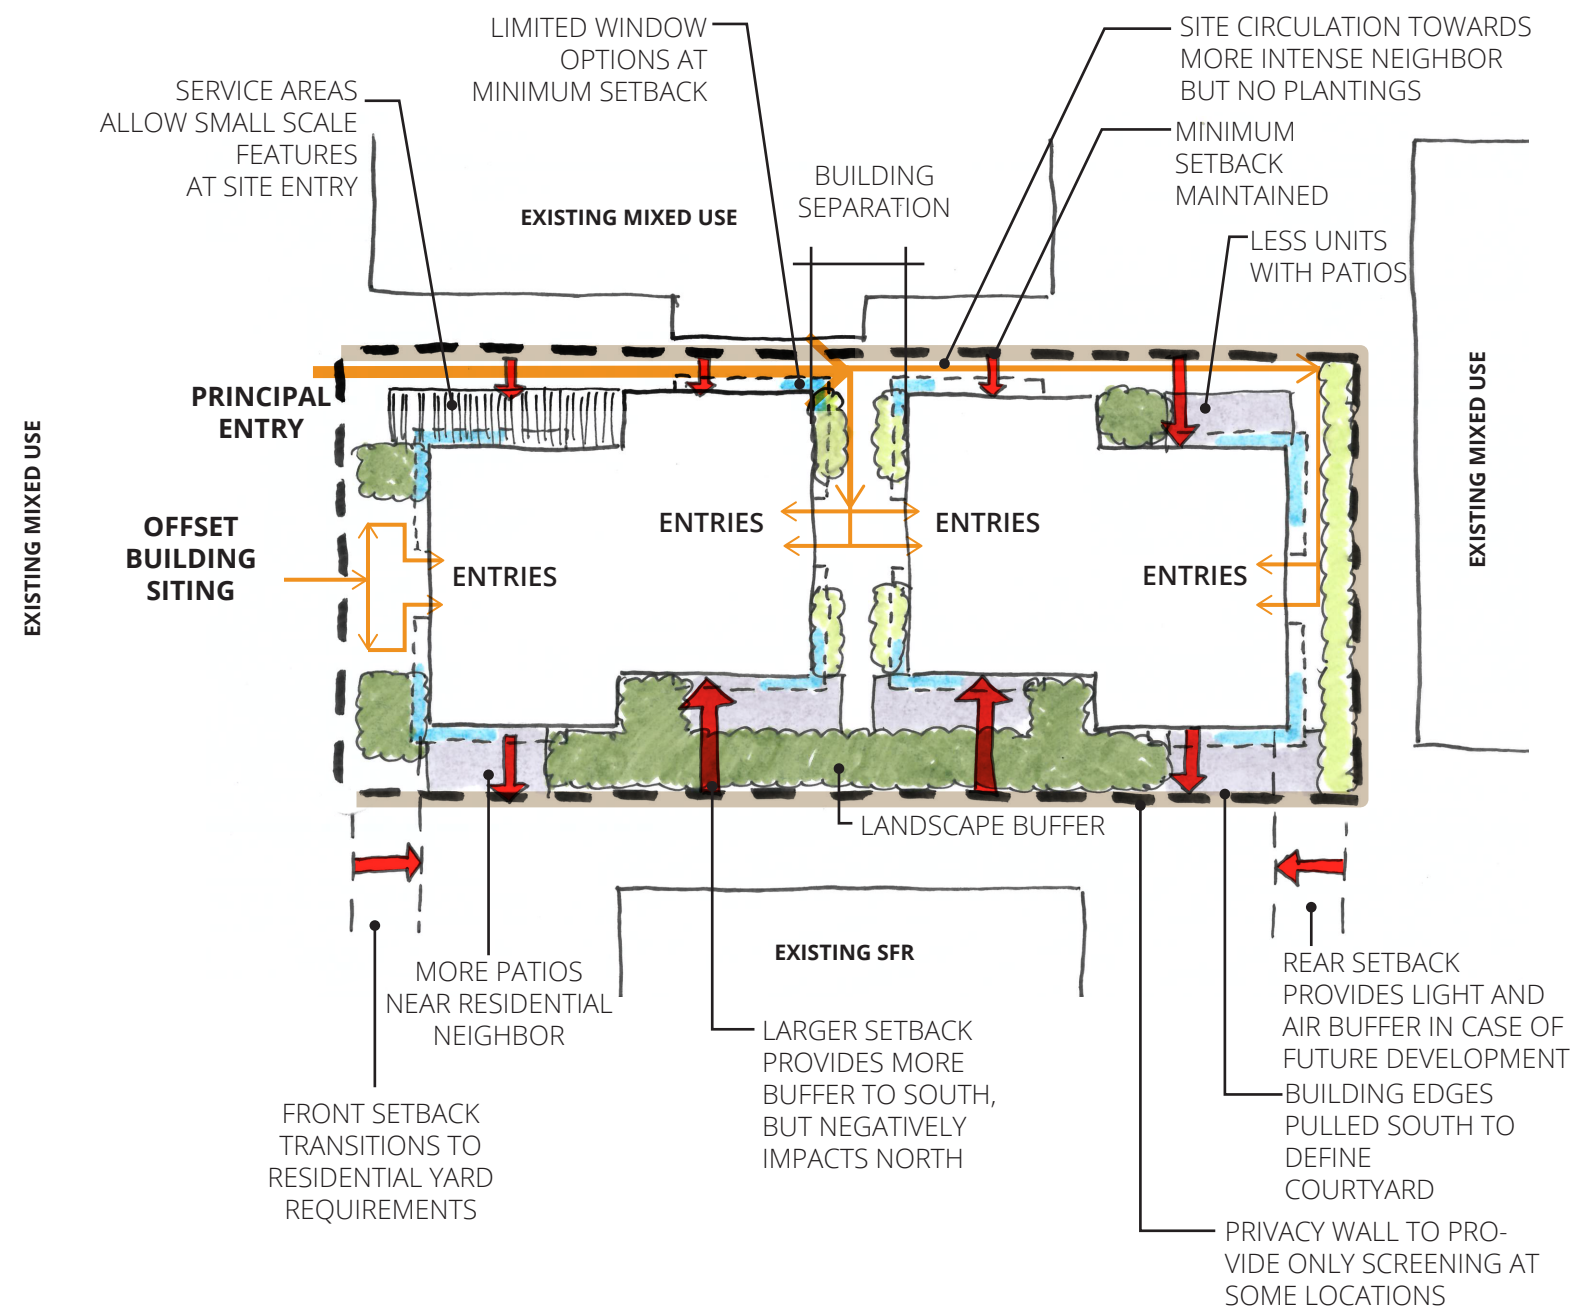 LIMITED WINDOW
OPTIONS AT
MINIMUM SETBACK
SITE CIRCULATION TOWARDS
MORE INTENSE NEIGHBOR
BUT NO PLANTINGS
SERVICE AREAS
ALLOW SMALL SCALE
FEATURES
AT SITE ENTRY
MINIMUM
SETBACK
MAINTAINED
BUILDING
SEPARATION
EXISTING MIXED USE
LESS UNITS
WITH PATIOS
PRINCIPAL
ENTRY
EXISTING MIXED USE
EXISTING MIXED USE
OFFSET
BUILDING
SITING
ENTRIES
ENTRIES
ENTRIES
ENTRIES
LANDSCAPE BUFFER
EXISTING SFR
MORE PATIOS
NEAR RESIDENTIAL
NEIGHBOR
REAR SETBACK
PROVIDES LIGHT AND
AIR BUFFER IN CASE OF
FUTURE DEVELOPMENT
LARGER SETBACK
PROVIDES MORE
BUFFER TO SOUTH,
BUT NEGATIVELY
IMPACTS NORTH
BUILDING EDGES
PULLED SOUTH TO
DEFINE
COURTYARD
FRONT SETBACK
TRANSITIONS TO
RESIDENTIAL YARD
REQUIREMENTS
PRIVACY WALL TO PRO-
VIDE ONLY SCREENING AT
SOME LOCATIONS